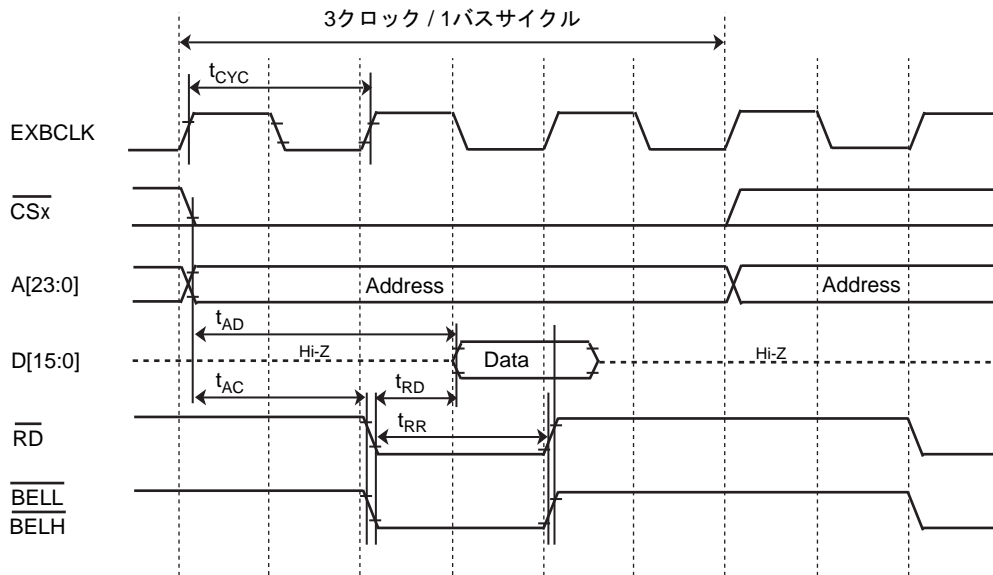 3クロック / 1バスサイクル
tCYC
EXBCLK
CSx
A[23:0]
Address
Address
tAD
D[15:0]
Hi-Z
Data
Hi-Z
tAC
tRD
RD
tRR
BELL
BELH